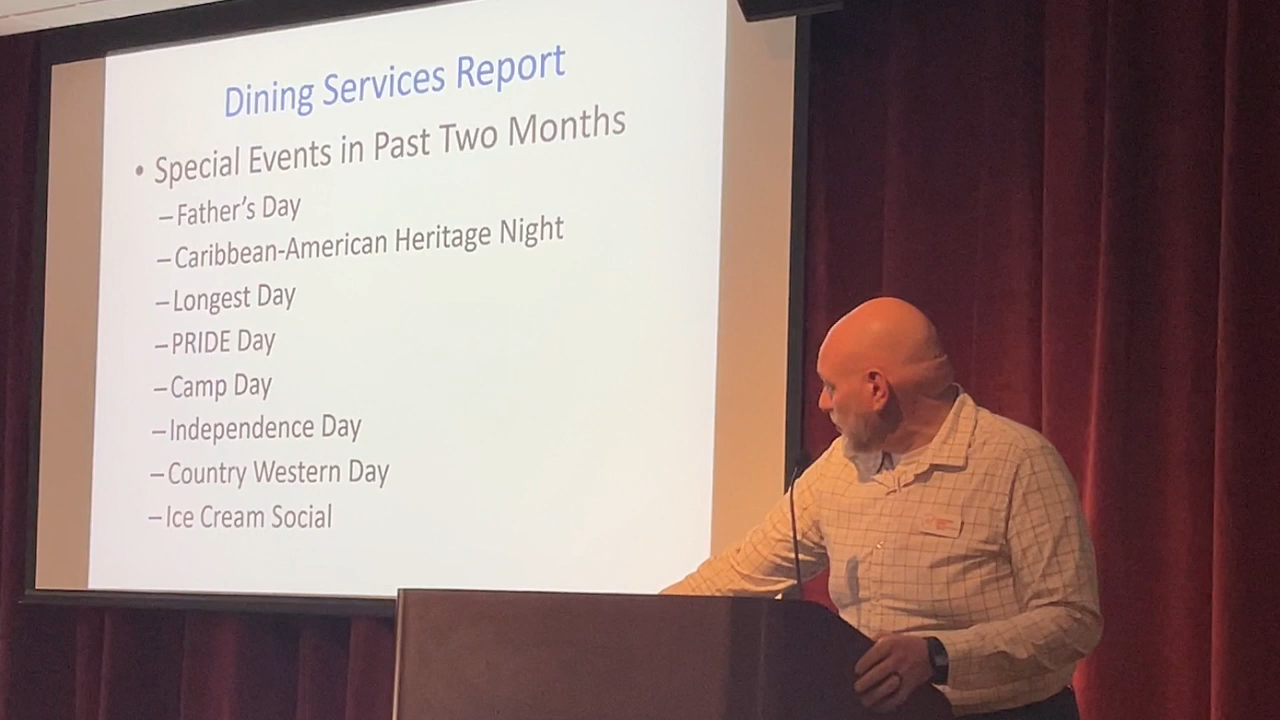 Dining Services Report
• Special Events in Past Two Months
–Father’s Day
–Caribbean-American Heritage Night
–Longest Day
–PRIDE Day
–Camp Day
–Independence Day
–Country Western Day
–Ice Cream Social